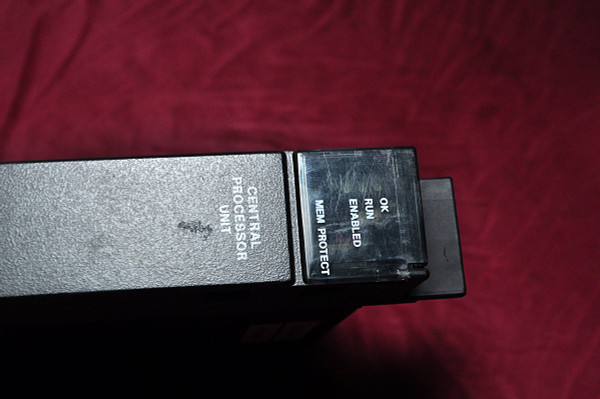 OK
RUN
ENABLED
MEM PROTECT
CENTRAL
PROCESSOR
UNIT